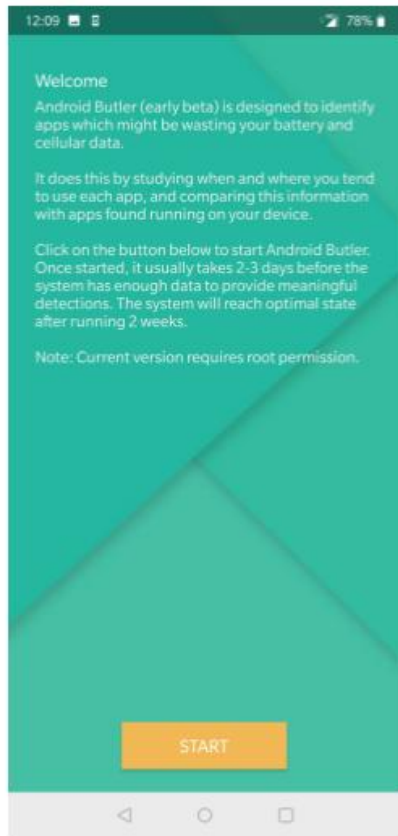 12:09 78%
Welcome
Android Butler (early beta) is designed to identify
apps which might be wasting your battery and
cellular data.
It does this by studying when and where you tend
to use each app, and comparing this information
with apps found running on your device.
Click on the button below to start Android Butler.
Once started, it usually takes 2-3 days before the
system has enough data to provide meaningful
detections. The system will reach optimal state
after running 2 weeks.
Note: Current version requires root permission.
START